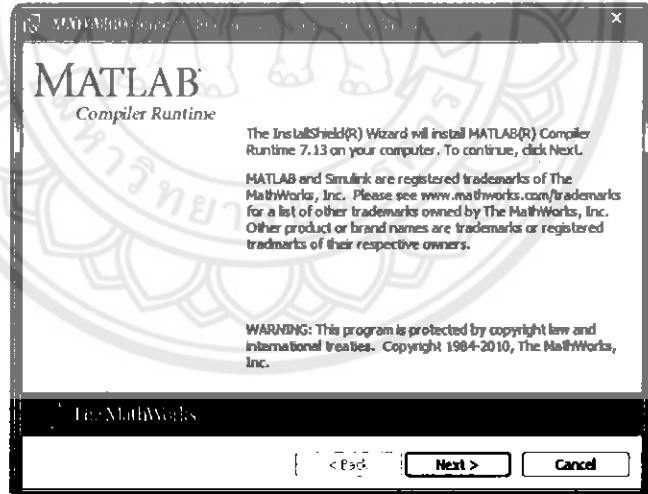 MATLAB
Compiler Runtime
The InstallShield(R) Wizard will install MATLAB(R) Compiler
Runtime 7.13 on your computer. To continue, click Next.
MATLAB and Simulink are registered trademarks of The
MathWorks, Inc. Please see www.mathworks.com/trademarks
for a list of other trademarks owned by The MathWorks, Inc.
Other product or brand names are trademarks or registered
tradmarks of their respective owners.
WARNING: This program is protected by copyright law and
international treaties. Copyright 1984-2010, The MathWorks,
Inc.
The MathWorks
< Back Next > Cancel